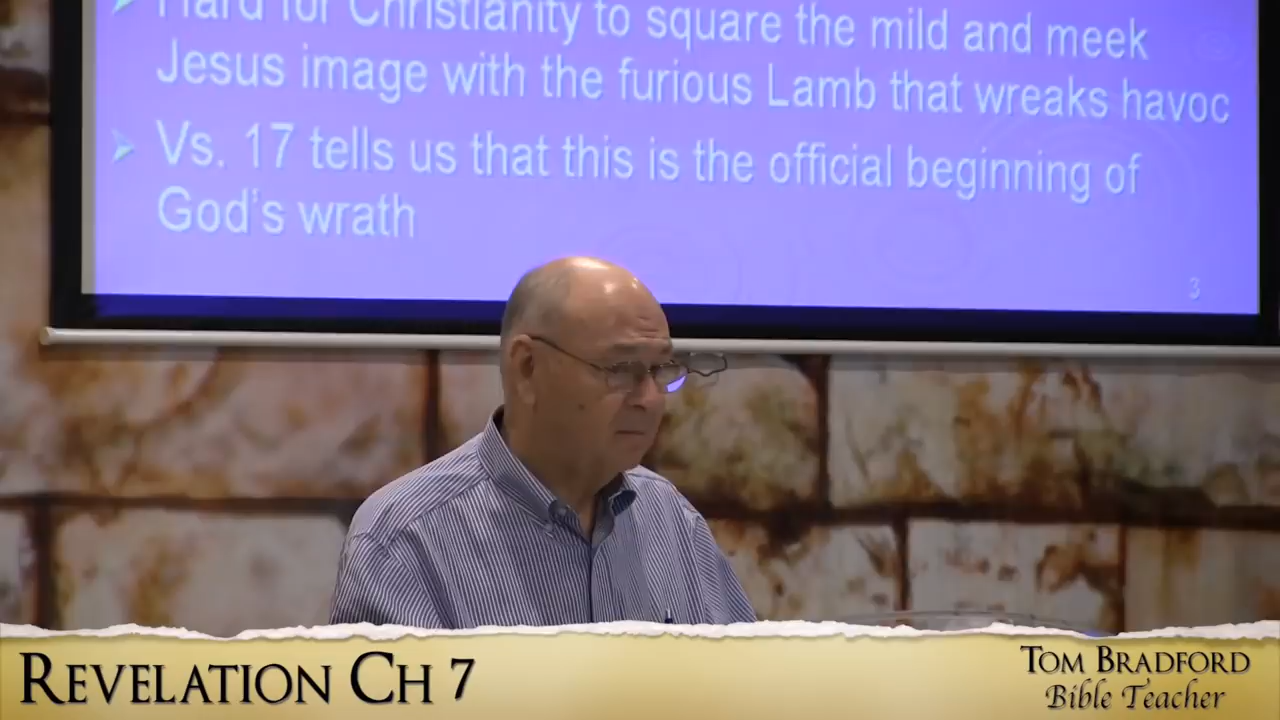 Hard for Christianity to square the mild and meek
Jesus image with the furious Lamb that wreaks havoc
Vs. 17 tells us that this is the official beginning of
God's wrath
3
REVELATION CH 7
TOM BRADFORD
Bible Teacher